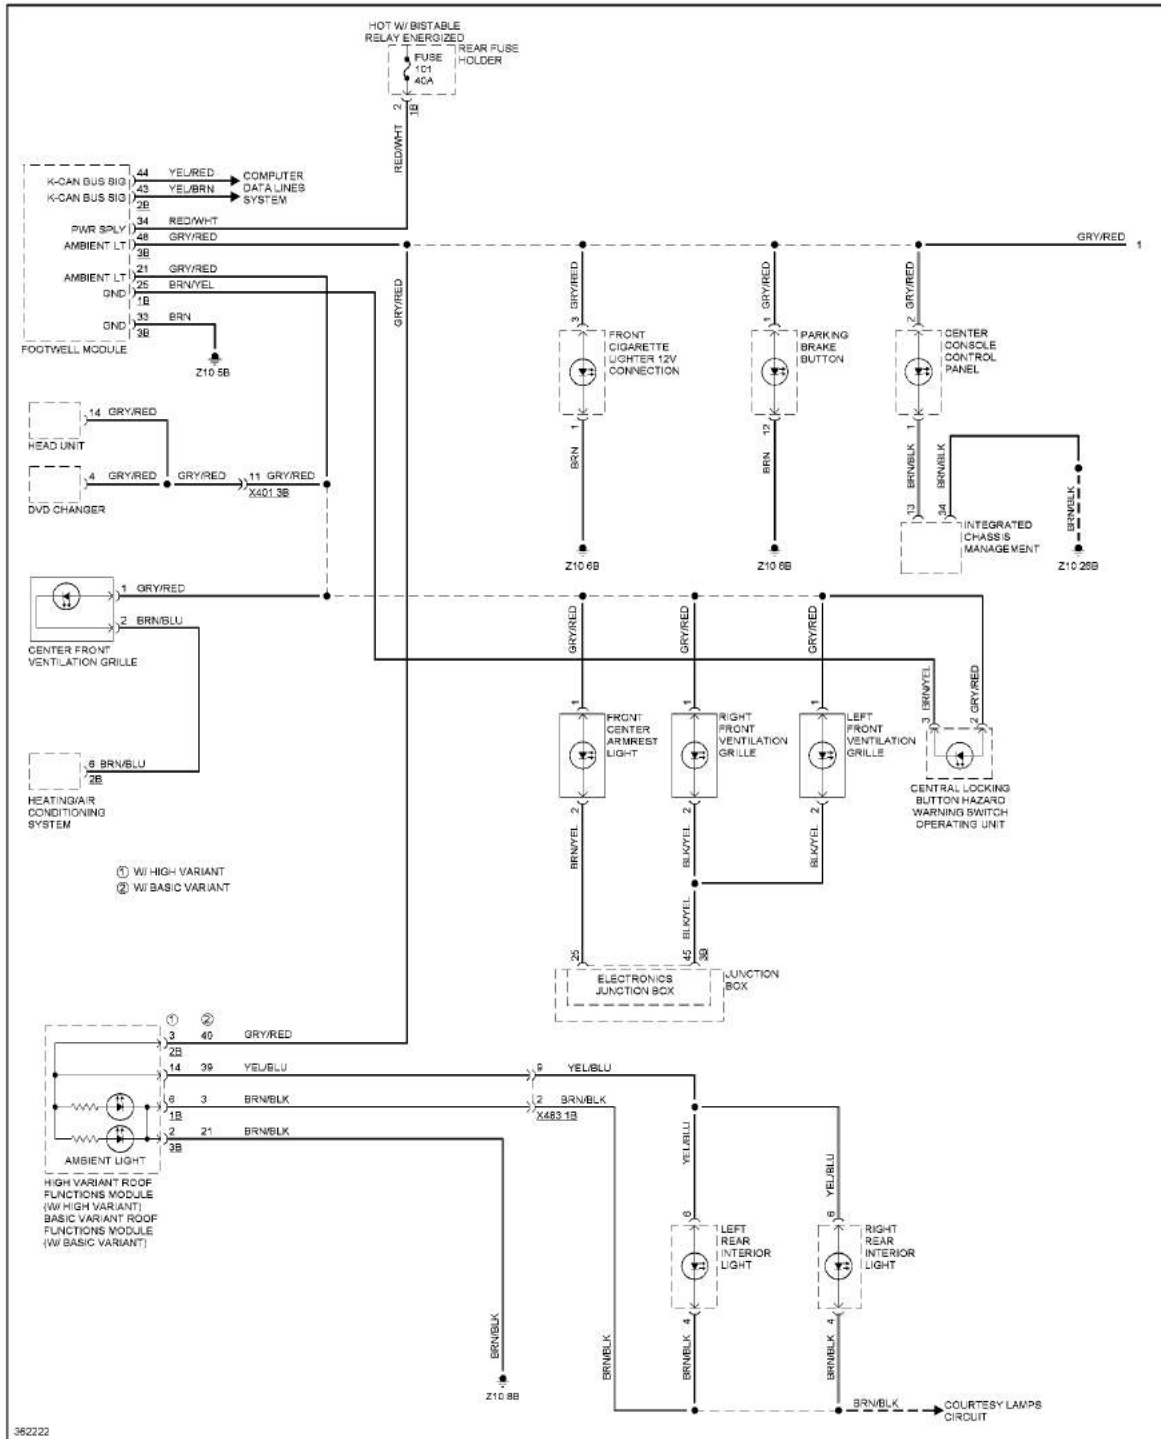 HOT W/ BISTABLE
RELAY ENERGIZED
REAR FUSE
HOLDER
FUSE
101
40A
2
1B
RED/WHT
K-CAN BUS SIG
44
YEL/RED
COMPUTER
DATA LINES
SYSTEM
K-CAN BUS SIG
43
YEL/BRN
2B
PWR SPLY
34
RED/WHT
AMBIENT LT
48
GRY/RED
3B
AMBIENT LT
21
GRY/RED
GND
25
BRN/YEL
1B
GND
33
BRN
3B
FOOTWELL MODULE
Z10 5B
GRY/RED
GRY/RED
1
GRY/RED
3
FRONT
CIGARETTE
LIGHTER 12V
CONNECTION
1
BRN
Z10 6B
GRY/RED
1
PARKING
BRAKE
BUTTON
12
BRN
Z10 6B
GRY/RED
2
CENTER
CONSOLE
CONTROL
PANEL
1
BRN/BLK
13
BRN/BLK
34
INTEGRATED
CHASSIS
MANAGEMENT
BRN/BLK
Z10 26B
14
GRY/RED
HEAD UNIT
4
GRY/RED
GRY/RED
11
GRY/RED
X401 3B
DVD CHANGER
1
GRY/RED
2
BRN/BLU
CENTER FRONT
VENTILATION GRILLE
6
BRN/BLU
2B
HEATING/AIR
CONDITIONING
SYSTEM
GRY/RED
1
FRONT
CENTER
ARMREST
LIGHT
2
BRN/YEL
25
GRY/RED
1
RIGHT
FRONT
VENTILATION
GRILLE
2
BLK/YEL
BLK/YEL
45
3B
GRY/RED
1
LEFT
FRONT
VENTILATION
GRILLE
2
BLK/YEL
3
BRN/YEL
2
GRY/RED
CENTRAL LOCKING
BUTTON HAZARD
WARNING SWITCH
OPERATING UNIT
ELECTRONICS
JUNCTION BOX
JUNCTION
BOX
① W/ HIGH VARIANT
② W/ BASIC VARIANT
① ②
3
40
GRY/RED
2B
14
39
YEL/BLU
9
YEL/BLU
6
3
BRN/BLK
2
BRN/BLK
1B
X483 1B
2
21
BRN/BLK
3B
AMBIENT LIGHT
HIGH VARIANT ROOF
FUNCTIONS MODULE
(W/ HIGH VARIANT)
BASIC VARIANT ROOF
FUNCTIONS MODULE
(W/ BASIC VARIANT)
BRN/BLK
Z10 8B
BRN/BLK
YEL/BLU
6
LEFT
REAR
INTERIOR
LIGHT
4
BRN/BLK
YEL/BLU
6
RIGHT
REAR
INTERIOR
LIGHT
4
BRN/BLK
BRN/BLK
COURTESY LAMPS
CIRCUIT
362222